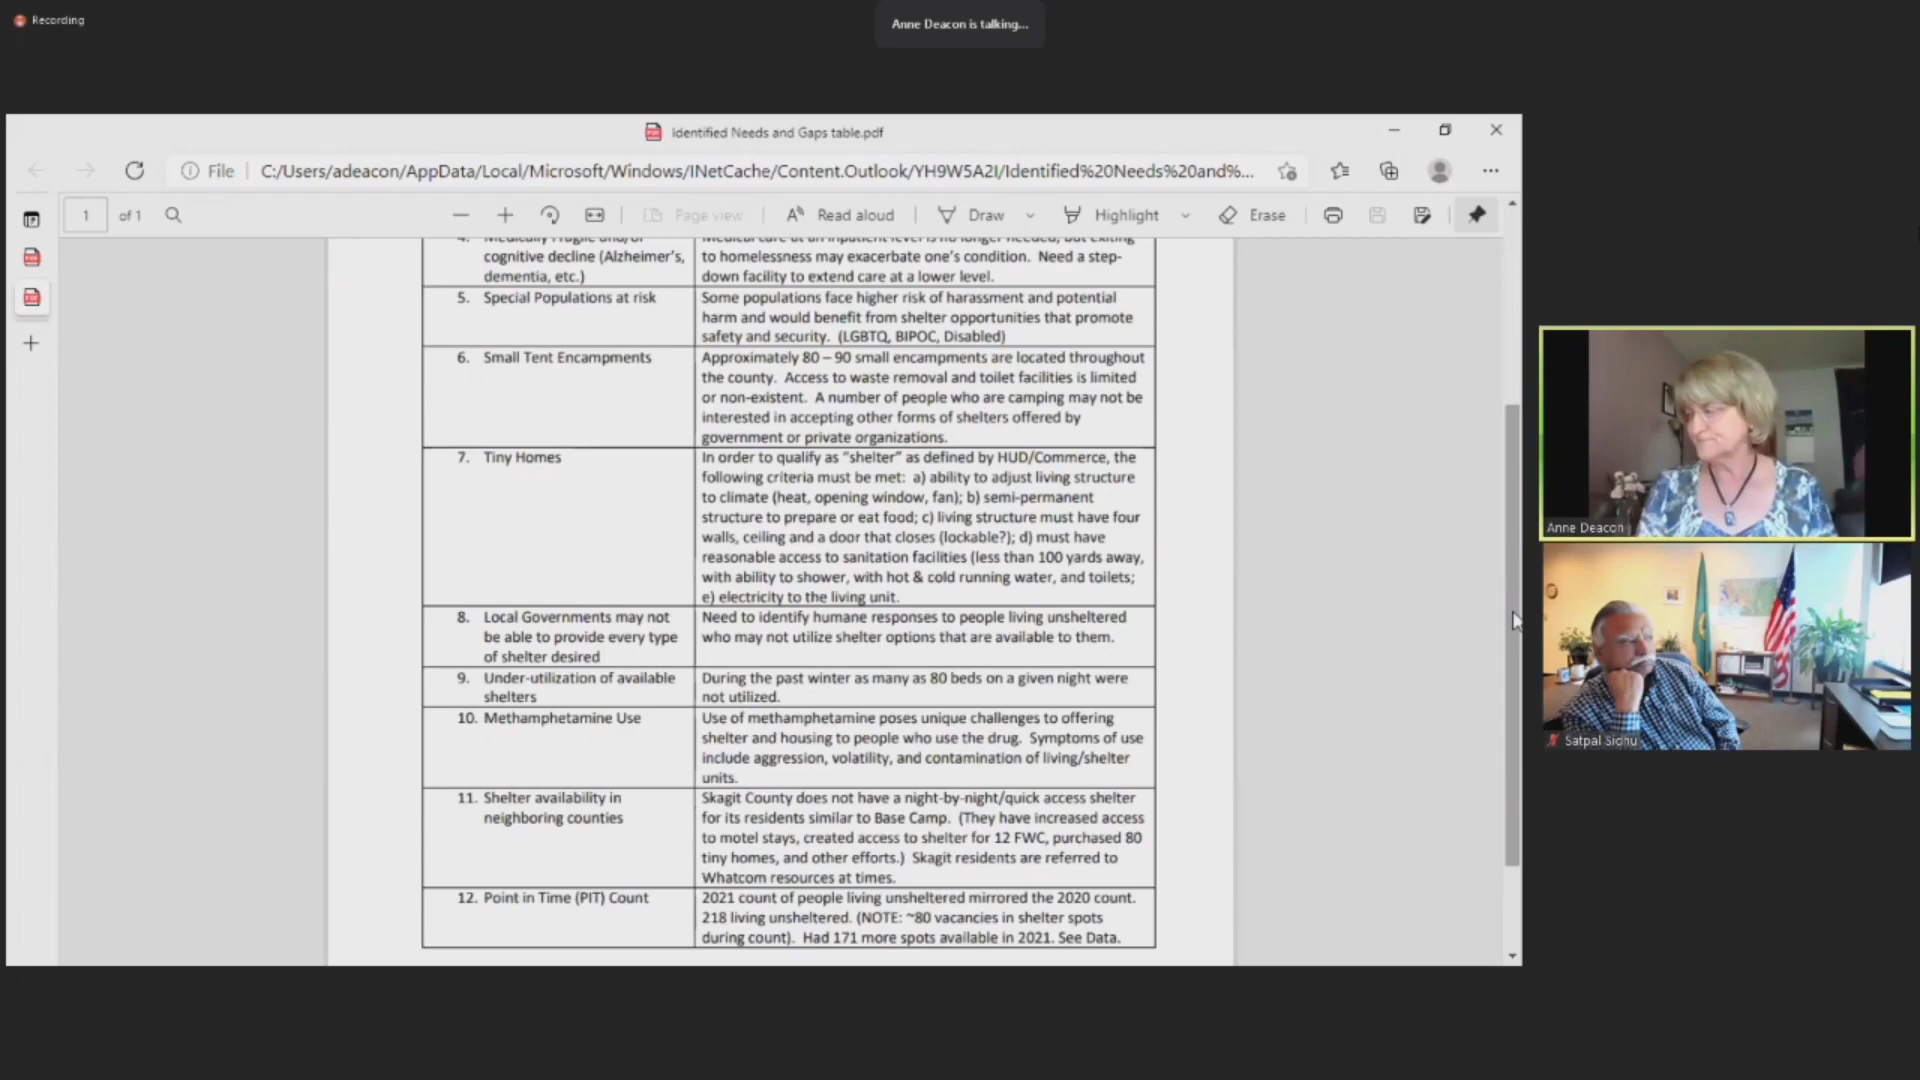 Recording
Anne Deacon is talking...
Identified Needs and Gaps table.pdf
File
C:/Users/adeacon/AppData/Local/Microsoft/Windows/INetCache/Content.Outlook/YH9W5A2I/Identified%20Needs%20and%...
1 of 1
Page view
Read aloud
Draw
Highlight
Erase
4. Medically Fragile and/or
cognitive decline (Alzheimer's,
dementia, etc.)
Medical care at an inpatient level is no longer needed, but exiting
to homelessness may exacerbate one's condition. Need a step-
down facility to extend care at a lower level.
5. Special Populations at risk
Some populations face higher risk of harassment and potential
harm and would benefit from shelter opportunities that promote
safety and security. (LGBTQ, BIPOC, Disabled)
6. Small Tent Encampments
Approximately 80 – 90 small encampments are located throughout
the county. Access to waste removal and toilet facilities is limited
or non-existent. A number of people who are camping may not be
interested in accepting other forms of shelters offered by
government or private organizations.
7. Tiny Homes
In order to qualify as "shelter" as defined by HUD/Commerce, the
following criteria must be met: a) ability to adjust living structure
to climate (heat, opening window, fan); b) semi-permanent
structure to prepare or eat food; c) living structure must have four
walls, ceiling and a door that closes (lockable?); d) must have
reasonable access to sanitation facilities (less than 100 yards away,
with ability to shower, with hot & cold running water, and toilets;
e) electricity to the living unit.
8. Local Governments may not
be able to provide every type
of shelter desired
Need to identify humane responses to people living unsheltered
who may not utilize shelter options that are available to them.
9. Under-utilization of available
shelters
During the past winter as many as 80 beds on a given night were
not utilized.
10. Methamphetamine Use
Use of methamphetamine poses unique challenges to offering
shelter and housing to people who use the drug. Symptoms of use
include aggression, volatility, and contamination of living/shelter
units.
11. Shelter availability in
neighboring counties
Skagit County does not have a night-by-night/quick access shelter
for its residents similar to Base Camp. (They have increased access
to motel stays, created access to shelter for 12 FWC, purchased 80
tiny homes, and other efforts.) Skagit residents are referred to
Whatcom resources at times.
12. Point in Time (PIT) Count
2021 count of people living unsheltered mirrored the 2020 count.
218 living unsheltered. (NOTE: ~80 vacancies in shelter spots
during count). Had 171 more spots available in 2021. See Data.
Anne Deacon
Satpal Sidhu